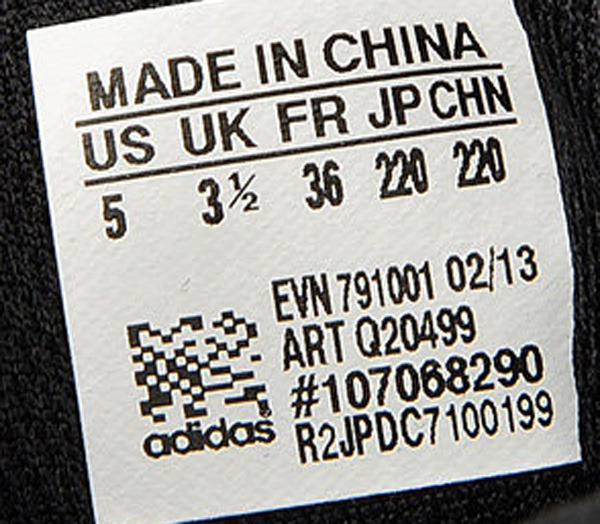 MADE IN CHINA
US UK FR JP CHN
5 3½ 36 220 220
EVN 791001 02/13
ART Q20499
#107068290
R2JPDC7100199
adidas®